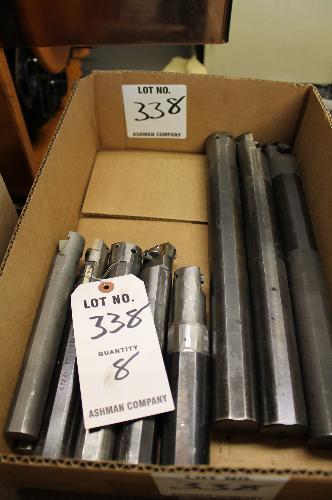 LOT NO.
338
ASHMAN COMPANY
LOT NO.
338
QUANTITY
8
ASHMAN COMPANY